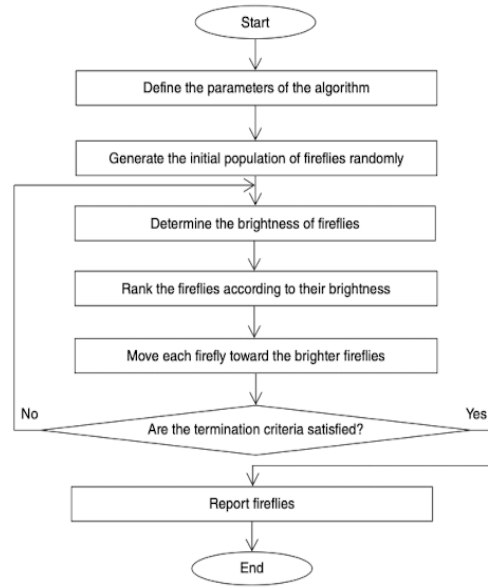 Start
Define the parameters of the algorithm
Generate the initial population of fireflies randomly
Determine the brightness of fireflies
Rank the fireflies according to their brightness
Move each firefly toward the brighter fireflies
No
Yes
Are the termination criteria satisfied?
Report fireflies
End